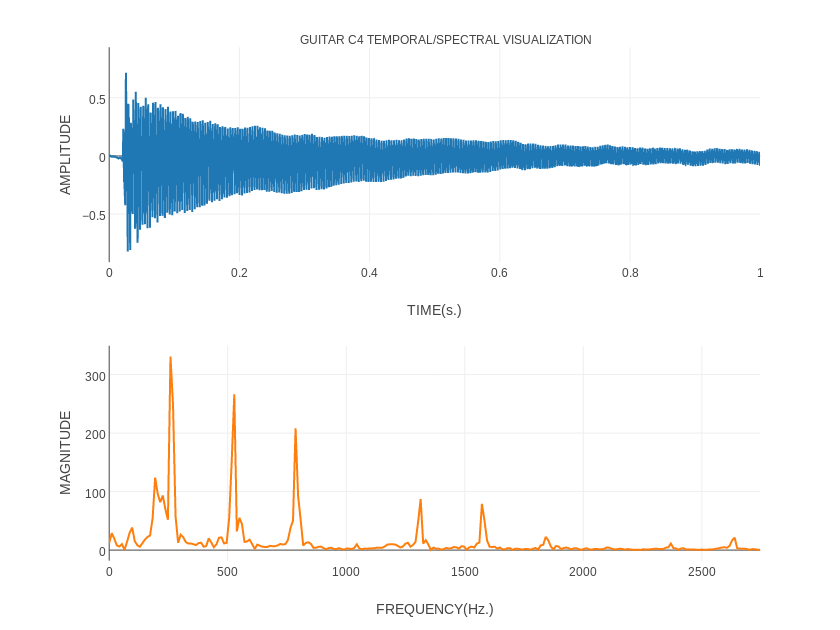 GUITAR C4 TEMPORAL/SPECTRAL VISUALIZATION
AMPLITUDE
0.5
0
−0.5
0 0.2 0.4 0.6 0.8 1
TIME(s.)
MAGNITUDE
300
200
100
0
0 500 1000 1500 2000 2500
FREQUENCY(Hz.)